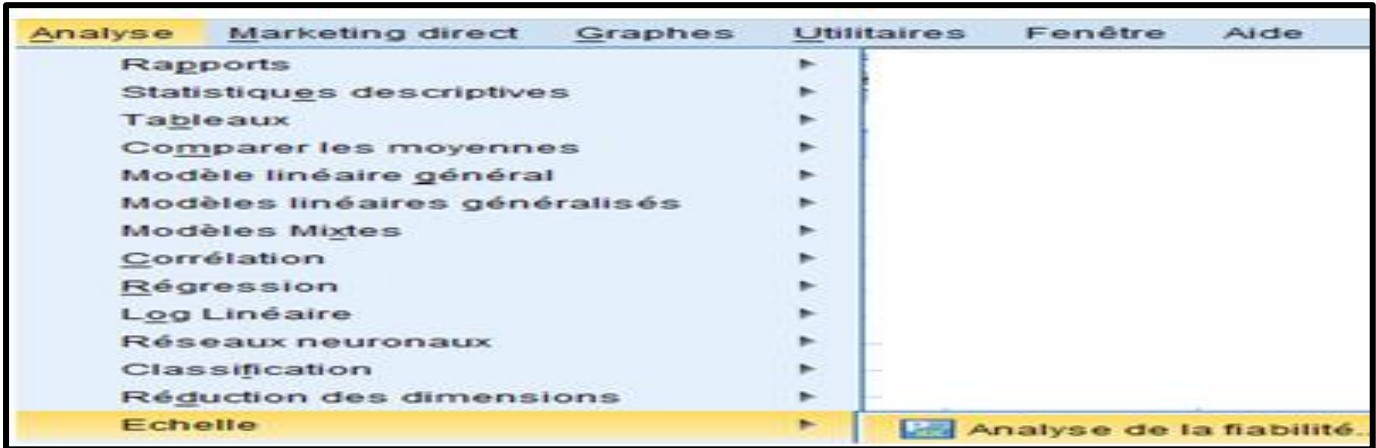 Analyse Marketing direct Graphes Utilitaires Fenêtre Aide
Rapports
Statistiques descriptives
Tableaux
Comparer les moyennes
Modèle linéaire général
Modèles linéaires généralisés
Modèles Mixtes
Corrélation
Régression
Log Linéaire
Réseaux neuronaux
Classification
Réduction des dimensions
Echelle
Analyse de la fiabilité...